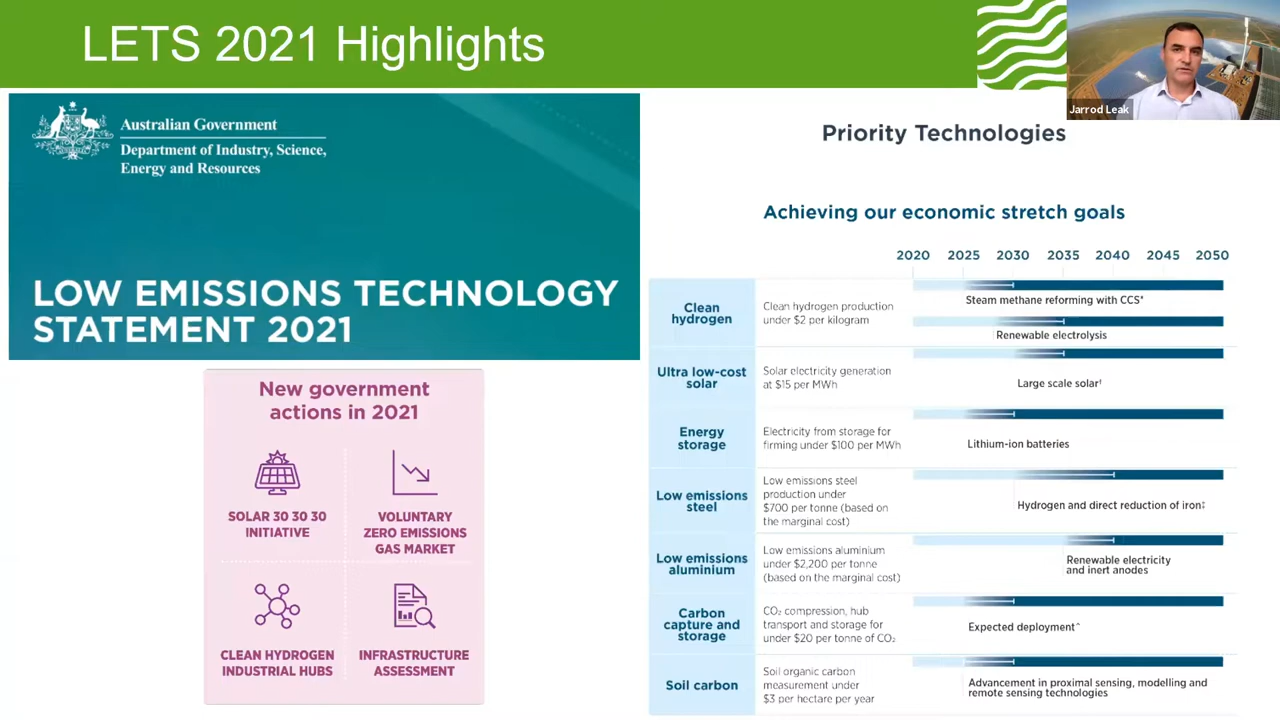 LETS 2021 Highlights
Jarrod Leak
Australian Government
Department of Industry, Science,
Energy and Resources
LOW EMISSIONS TECHNOLOGY
STATEMENT 2021
New government
actions in 2021
SOLAR 30 30 30
INITIATIVE
VOLUNTARY
ZERO EMISSIONS
GAS MARKET
CLEAN HYDROGEN
INDUSTRIAL HUBS
INFRASTRUCTURE
ASSESSMENT
Priority Technologies
Achieving our economic stretch goals
2020 2025 2030 2035 2040 2045 2050
Clean
hydrogen
Clean hydrogen production
under $2 per kilogram
Steam methane reforming with CCS*
Renewable electrolysis
Ultra low-cost
solar
Solar electricity generation
at $15 per MWh
Large scale solar†
Energy
storage
Electricity from storage for
firming under $100 per MWh
Lithium-ion batteries
Low emissions
steel
Low emissions steel
production under
$700 per tonne (based on
the marginal cost)
Hydrogen and direct reduction of iron‡
Low emissions
aluminium
Low emissions aluminium
under $2,200 per tonne
(based on the marginal cost)
Renewable electricity
and inert anodes
Carbon
capture and
storage
CO₂ compression, hub
transport and storage for
under $20 per tonne of CO₂
Expected deployment^
Soil carbon
Soil organic carbon
measurement under
$3 per hectare per year
Advancement in proximal sensing, modelling and
remote sensing technologies